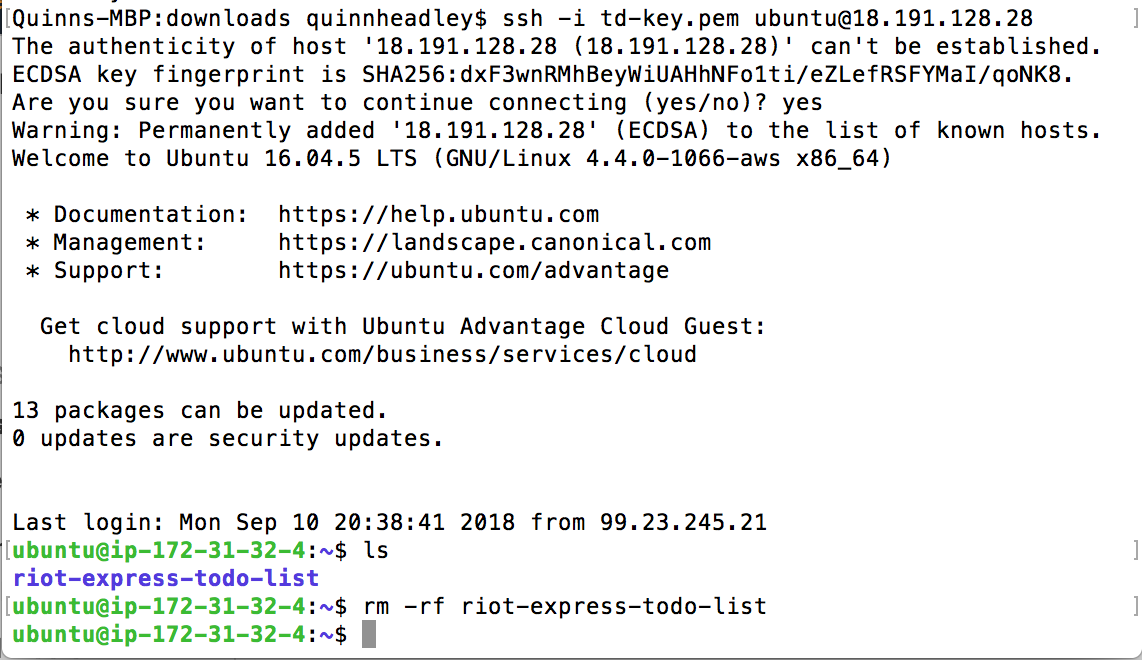 [Quinns-MBP:downloads quinnheadley$ ssh -i td-key.pem ubuntu@18.191.128.28 ]
The authenticity of host '18.191.128.28 (18.191.128.28)' can't be established.
ECDSA key fingerprint is SHA256:dxF3wnRMhBeyWiUAHhNFo1ti/eZLefRSFYMaI/qoNK8.
Are you sure you want to continue connecting (yes/no)? yes
Warning: Permanently added '18.191.128.28' (ECDSA) to the list of known hosts.
Welcome to Ubuntu 16.04.5 LTS (GNU/Linux 4.4.0-1066-aws x86_64)
* Documentation: https://help.ubuntu.com
* Management: https://landscape.canonical.com
* Support: https://ubuntu.com/advantage
Get cloud support with Ubuntu Advantage Cloud Guest:
http://www.ubuntu.com/business/services/cloud
13 packages can be updated.
0 updates are security updates.
Last login: Mon Sep 10 20:38:41 2018 from 99.23.245.21
[ubuntu@ip-172-31-32-4:~$ ls ]
riot-express-todo-list
[ubuntu@ip-172-31-32-4:~$ rm -rf riot-express-todo-list ]
ubuntu@ip-172-31-32-4:~$